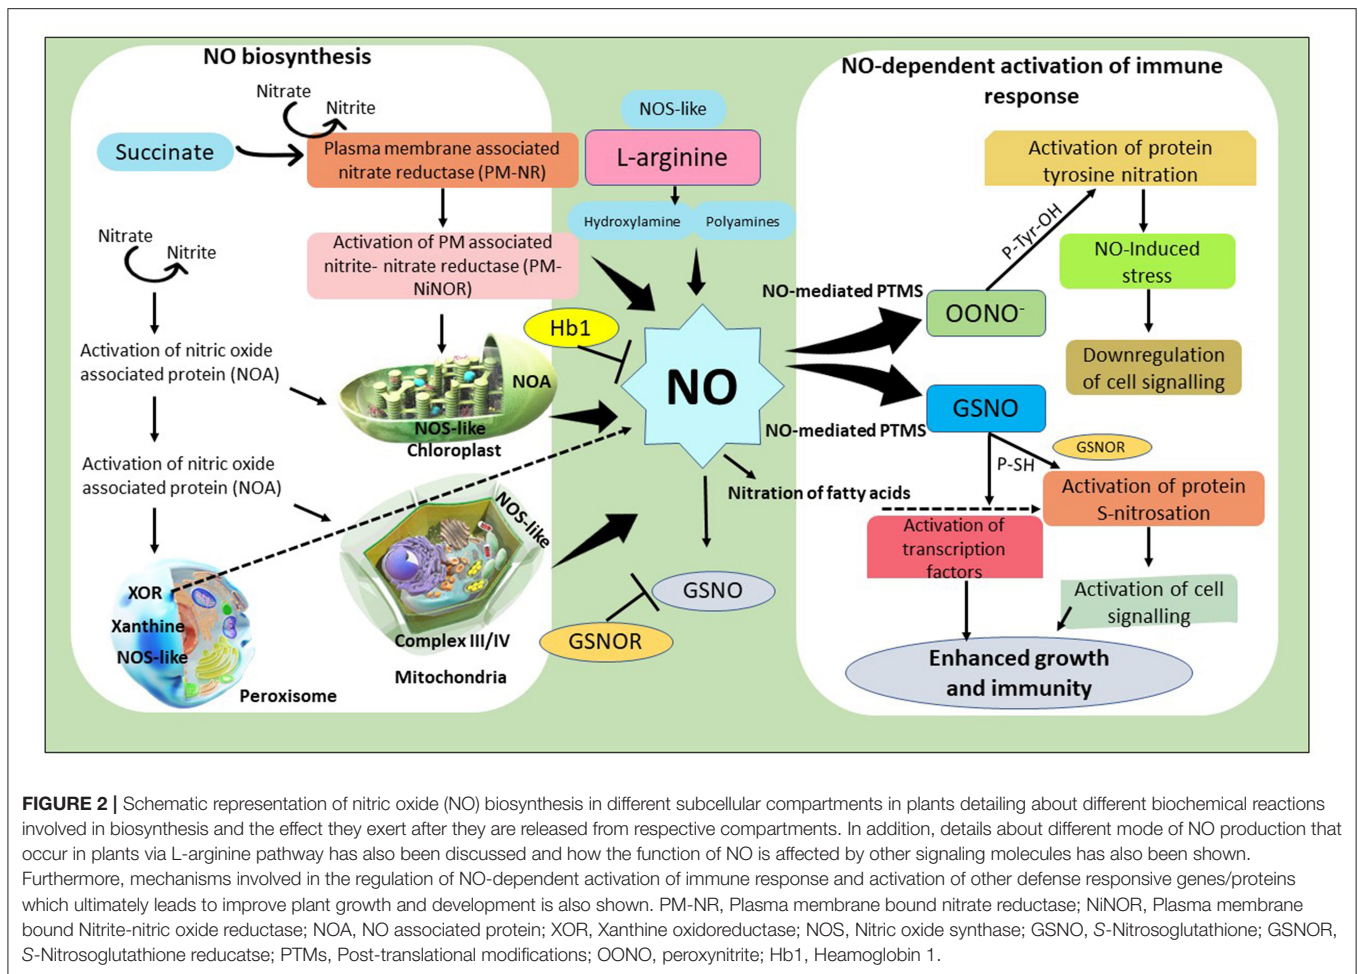 NO biosynthesis
Nitrate
Nitrite
Succinate
Plasma membrane associated
nitrate reductase (PM-NR)
Activation of PM associated
nitrite- nitrate reductase (PM-
NiNOR)
Nitrate
Nitrite
Activation of nitric oxide
associated protein (NOA)
Activation of nitric oxide
associated protein (NOA)
NOA
NOS-like
Chloroplast
NOS-like
Complex III/IV
Mitochondria
XOR
Xanthine
NOS-like
Peroxisome
NOS-like
L-arginine
Hydroxylamine
Polyamines
Hb1
NO
GSNO
GSNOR
Nitration of fatty acids
NO-mediated PTMS
NO-mediated PTMS
NO-dependent activation of immune
response
Activation of protein
tyrosine nitration
P-Tyr-OH
NO-Induced
stress
OONO⁻
Downregulation
of cell signalling
GSNO
GSNOR
P-SH
Activation of protein
S-nitrosation
Activation of
transcription
factors
Activation of cell
signalling
Enhanced growth
and immunity
FIGURE 2 | Schematic representation of nitric oxide (NO) biosynthesis in different subcellular compartments in plants detailing about different biochemical reactions
involved in biosynthesis and the effect they exert after they are released from respective compartments. In addition, details about different mode of NO production that
occur in plants via L-arginine pathway has also been discussed and how the function of NO is affected by other signaling molecules has also been shown.
Furthermore, mechanisms involved in the regulation of NO-dependent activation of immune response and activation of other defense responsive genes/proteins
which ultimately leads to improve plant growth and development is also shown. PM-NR, Plasma membrane bound nitrate reductase; NiNOR, Plasma membrane
bound Nitrite-nitric oxide reductase; NOA, NO associated protein; XOR, Xanthine oxidoreductase; NOS, Nitric oxide synthase; GSNO, S-Nitrosoglutathione; GSNOR,
S-Nitrosoglutathione reducatse; PTMs, Post-translational modifications; OONO, peroxynitrite; Hb1, Heamoglobin 1.